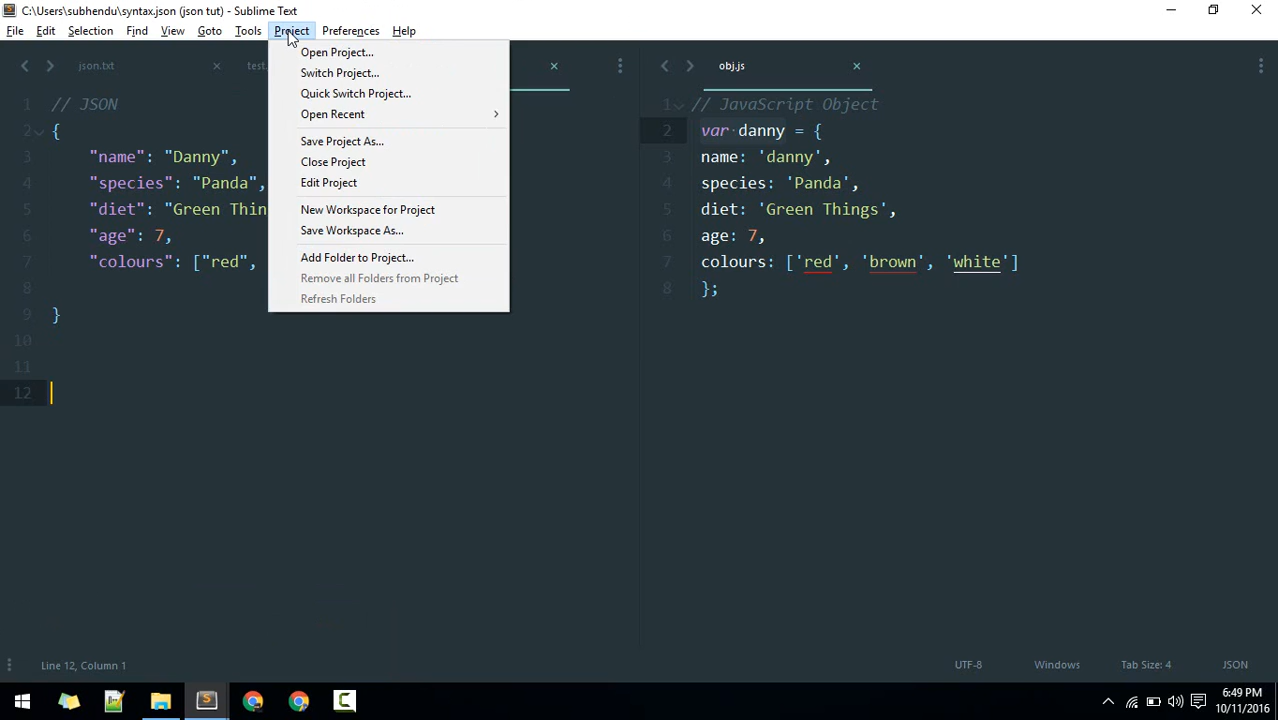 C:\Users\subhendu\syntax.json (json tut) - Sublime Text
File Edit Selection Find View Goto Tools Project Preferences Help
json.txt
test.
Open Project...
Switch Project...
Quick Switch Project...
Open Recent
Save Project As...
Close Project
Edit Project
New Workspace for Project
Save Workspace As...
Add Folder to Project...
Remove all Folders from Project
Refresh Folders
1 // JSON
2 {
3 "name": "Danny",
4 "species": "Panda",
5 "diet": "Green Thin
6 "age": 7,
7 "colours": ["red",
8
9 }
10
11
12
obj.js
1 // JavaScript Object
2 var danny = {
3 name: 'danny',
4 species: 'Panda',
5 diet: 'Green Things',
6 age: 7,
7 colours: ['red', 'brown', 'white']
8 };
Line 12, Column 1
UTF-8 Windows Tab Size: 4 JSON
6:49 PM
10/11/2016